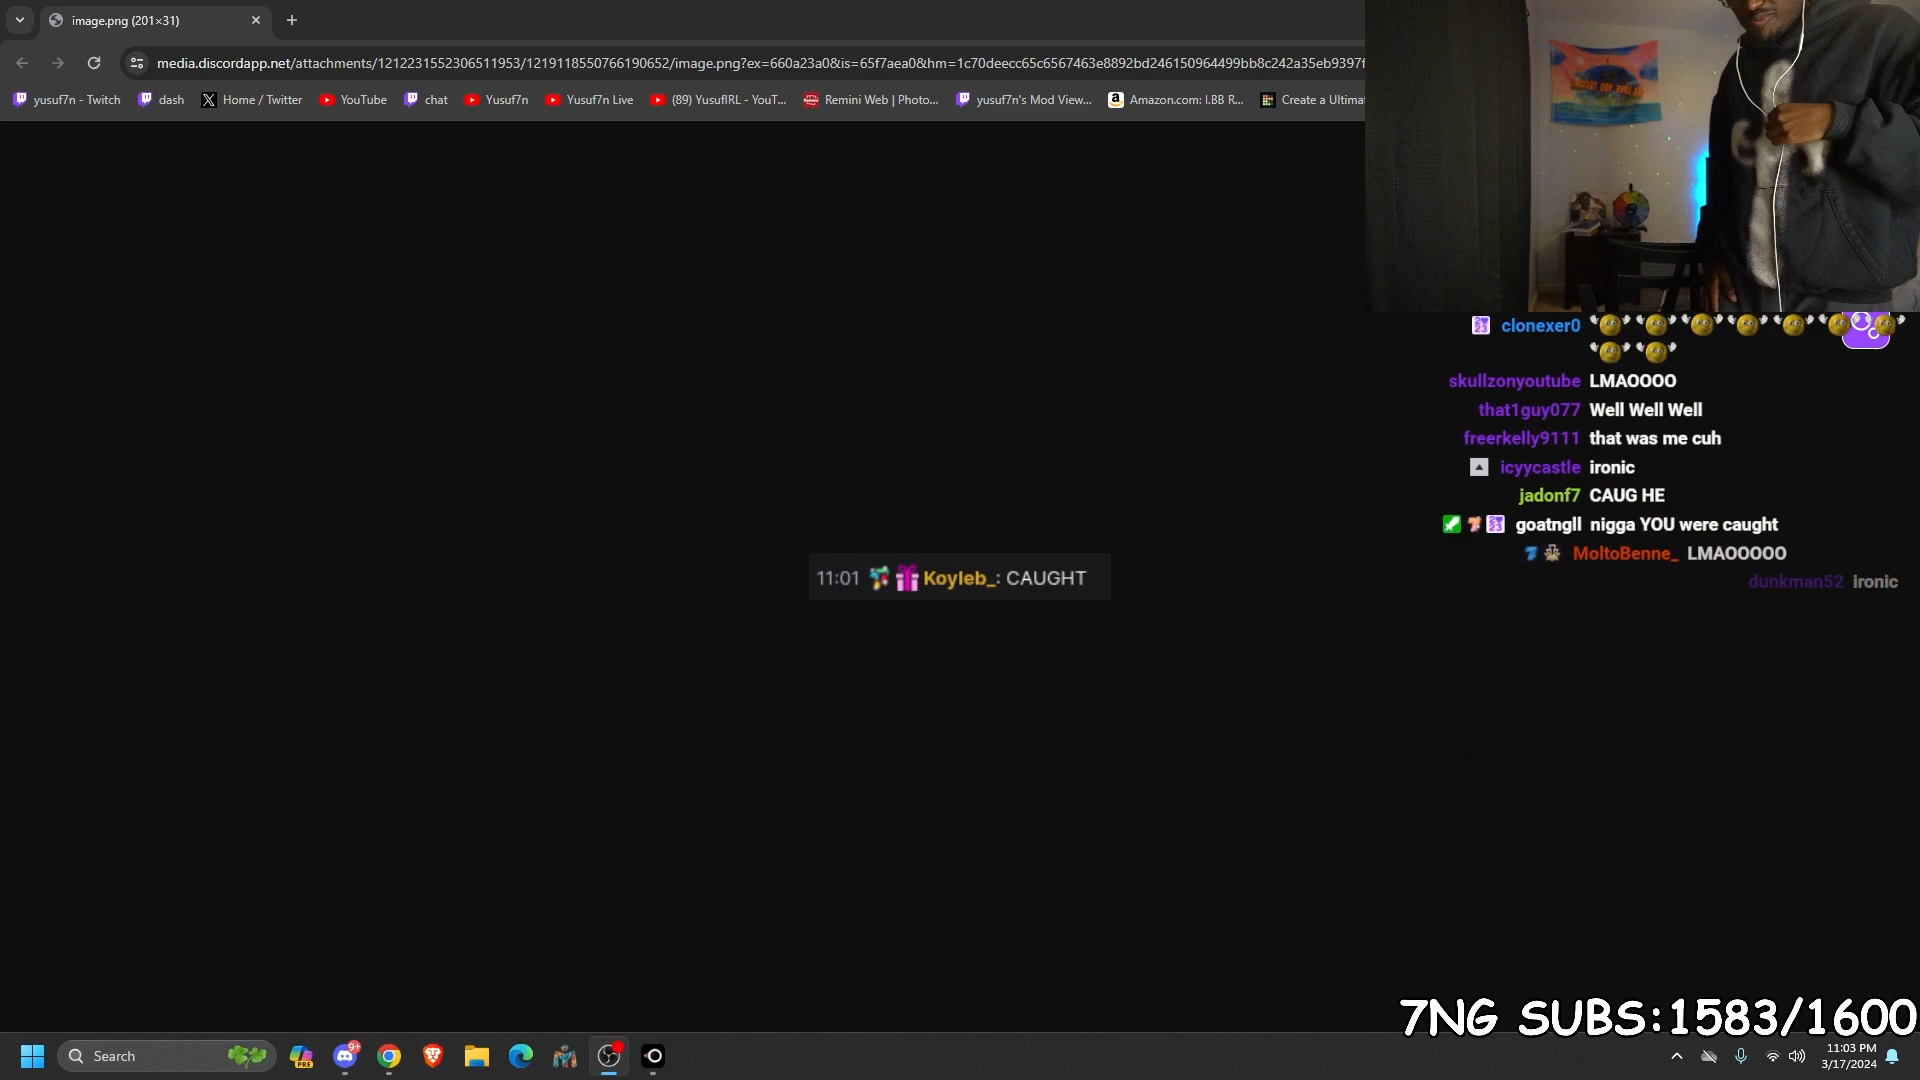 image.png (201×31)
media.discordapp.net/attachments/1212231552306511953/1219118550766190652/image.png?ex=660a23a0&is=65f7aea0&hm=1c70deecc65c6567463e8892bd246150964499bb8c242a35eb9397f
yusuf7n - Twitch dash Home / Twitter YouTube chat Yusuf7n Yusuf7n Live (89) YusufIRL - YouT... Remini Web | Photo... yusuf7n's Mod View... Amazon.com: I.BB R... Create a Ultima
clonexer0
skullzonyoutube LMAOOOO
that1guy077 Well Well Well
freerkelly9111 that was me cuh
icyycastle ironic
jadonf7 CAUG HE
goatngll nigga YOU were caught
MoltoBenne_ LMAOOOOO
dunkman52 ironic
11:01 Koyleb_: CAUGHT
7NG SUBS:1583/1600
Search
PRE
9+
11:03 PM
3/17/2024